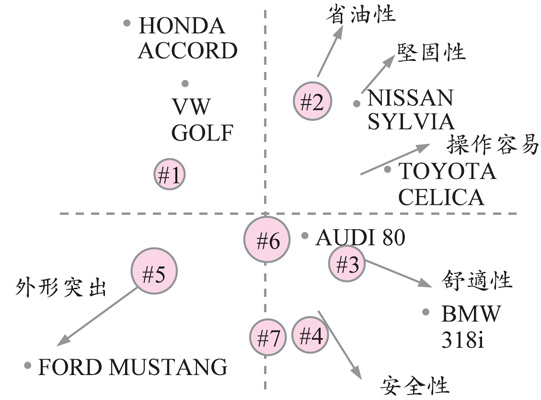 省油性
HONDA
ACCORD
堅固性
VW
GOLF
#2
NISSAN
SYLVIA
操作容易
#1
TOYOTA
CELICA
#6
AUDI 80
#5
#3
外形突出
舒適性
BMW
318i
#7
#4
FORD MUSTANG
安全性